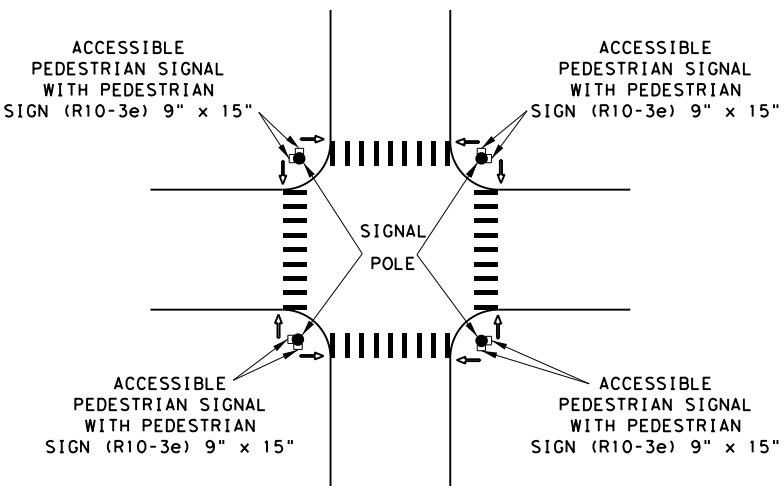 ACCESSIBLE
PEDESTRIAN SIGNAL
WITH PEDESTRIAN
SIGN (R10-3e) 9" x 15"
ACCESSIBLE
PEDESTRIAN SIGNAL
WITH PEDESTRIAN
SIGN (R10-3e) 9" x 15"
SIGNAL
POLE
ACCESSIBLE
PEDESTRIAN SIGNAL
WITH PEDESTRIAN
SIGN (R10-3e) 9" x 15"
ACCESSIBLE
PEDESTRIAN SIGNAL
WITH PEDESTRIAN
SIGN (R10-3e) 9" x 15"